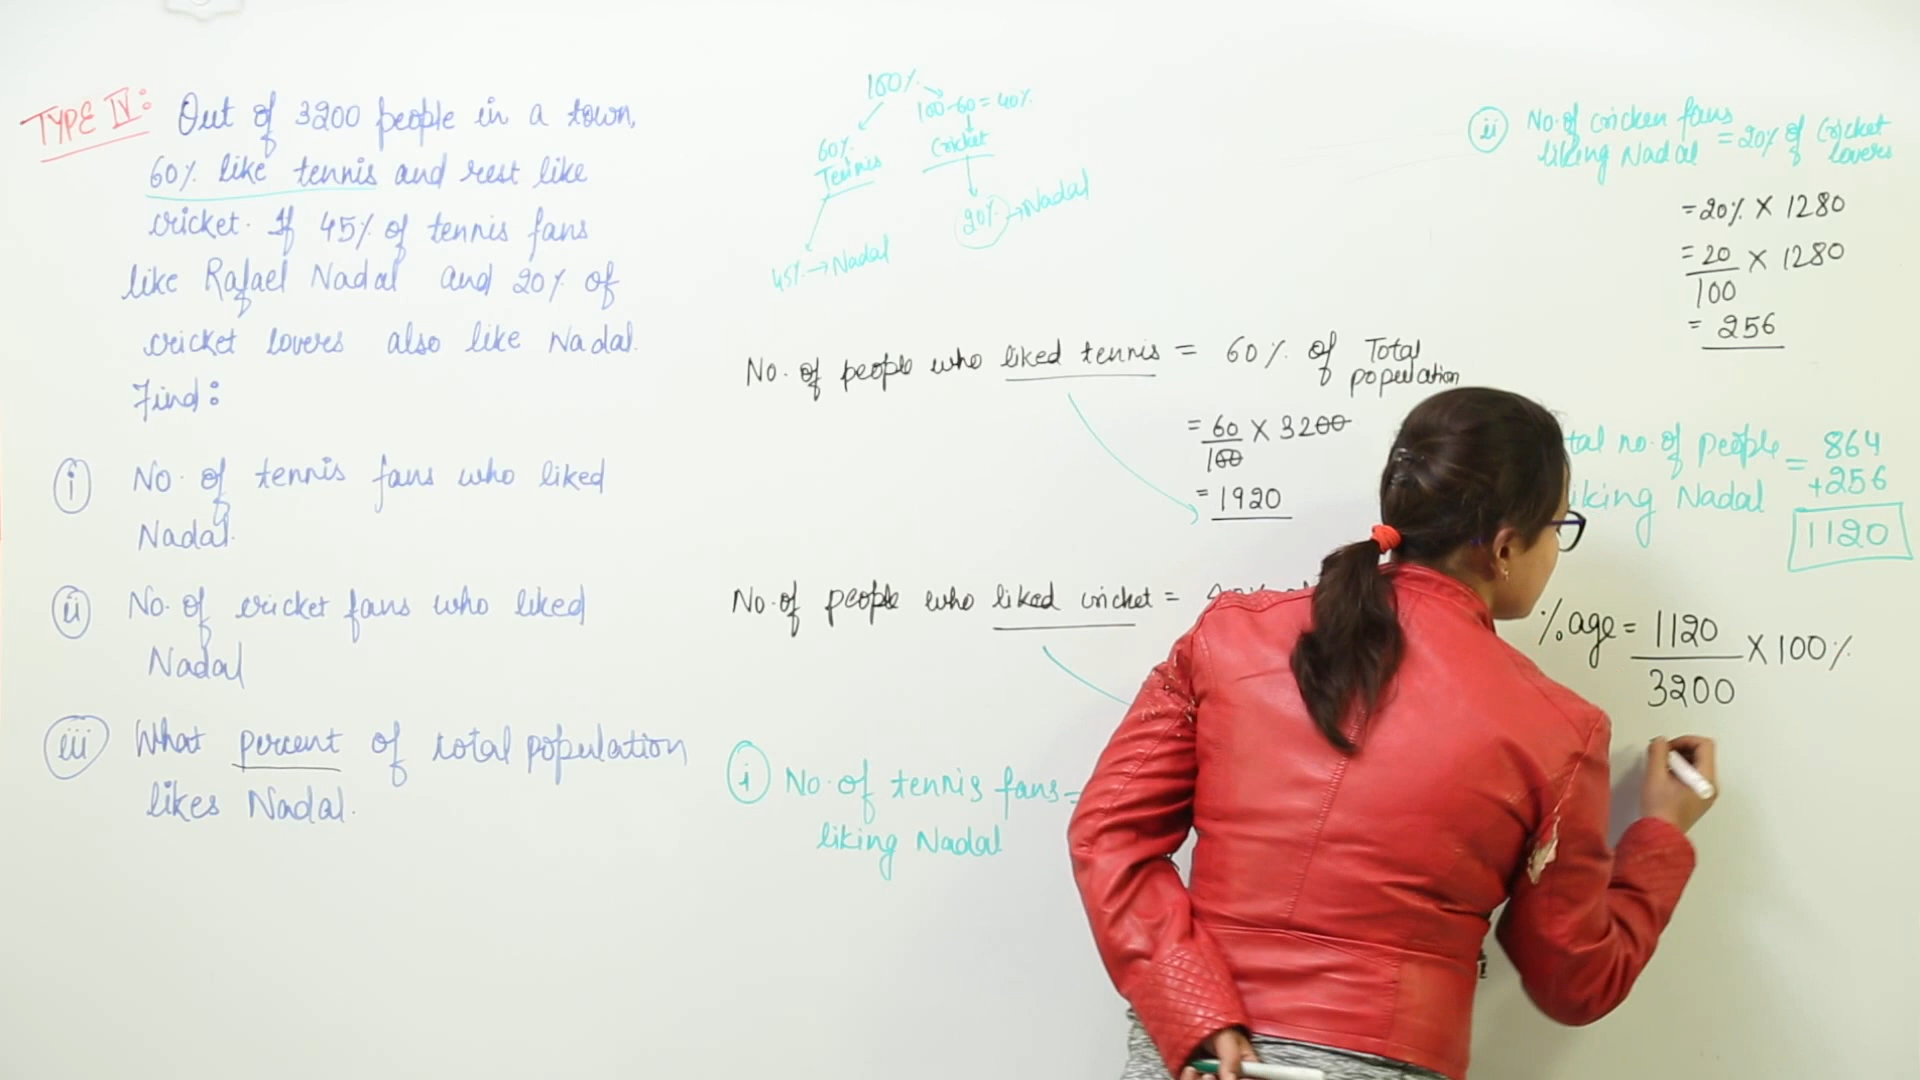 TYPE IV:
Out of 3200 people in a town,
60% like tennis and rest like
cricket. If 45% of tennis fans
like Rafael Nadal and 20% of
cricket lovers also like Nadal.
Find:
i No. of tennis fans who liked
Nadal.
ii No. of cricket fans who liked
Nadal
iii What percent of total population
likes Nadal.
100%
100-60=40%
60%
Tennis
Cricket
45% → Nadal
20% → Nadal
No. of people who liked tennis = 60% of Total
population
= 60/100 X 3200
= 1920
No. of people who liked cricket =
i No. of tennis fans =
liking Nadal
ii No. of cricken fans
liking Nadal = 20% of Cricket
lovers
= 20% X 1280
= 20/100 X 1280
= 256
tal no. of people = 864
iking Nadal +256
1120
%age = 1120/3200 X 100%